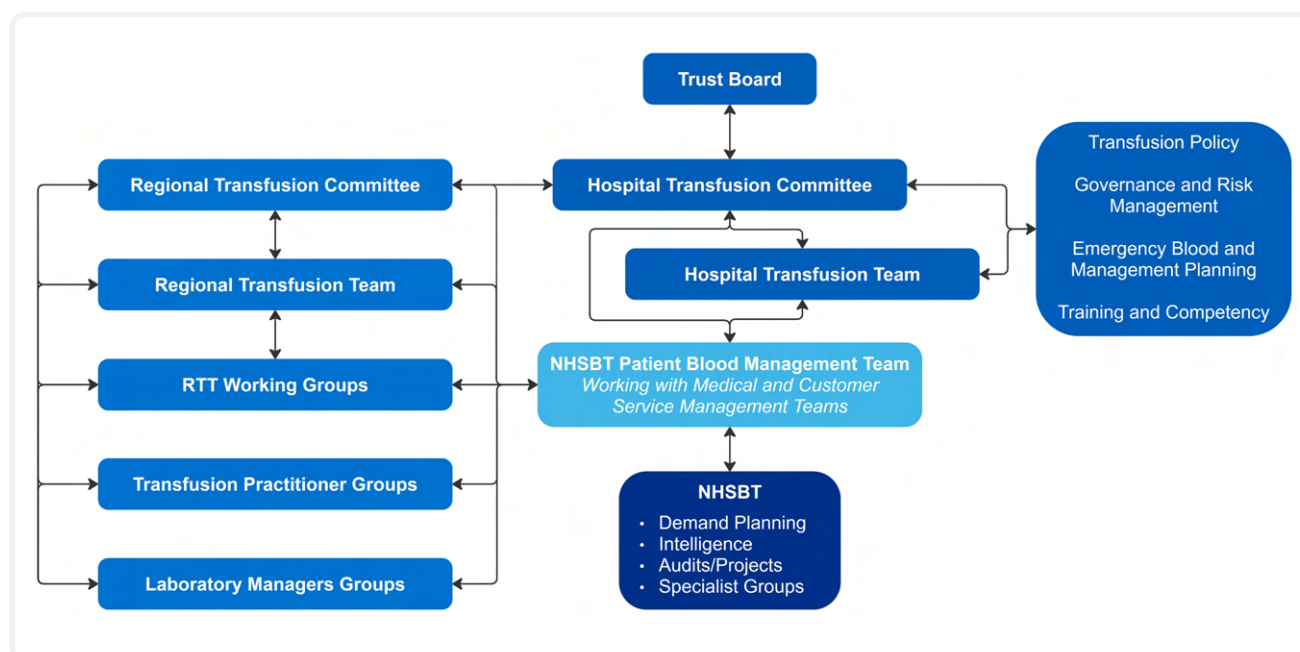 Trust Board
Regional Transfusion Committee
Hospital Transfusion Committee
Transfusion Policy
Governance and Risk
Management
Emergency Blood and
Management Planning
Training and Competency
Regional Transfusion Team
Hospital Transfusion Team
RTT Working Groups
NHSBT Patient Blood Management Team
Working with Medical and Customer
Service Management Teams
Transfusion Practitioner Groups
NHSBT
• Demand Planning
• Intelligence
• Audits/Projects
• Specialist Groups
Laboratory Managers Groups